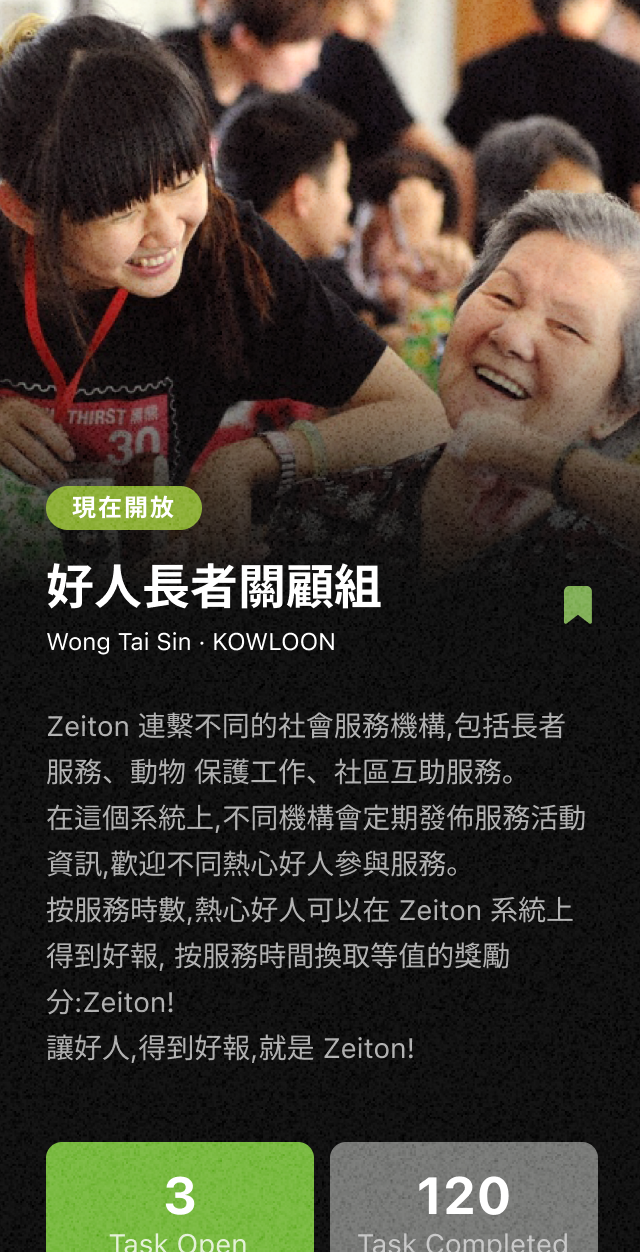 THIRST
30
現在開放
好人長者關顧組
Wong Tai Sin · KOWLOON
Zeiton 連繫不同的社會服務機構,包括長者
服務、動物 保護工作、社區互助服務。
在這個系統上,不同機構會定期發佈服務活動
資訊,歡迎不同熱心好人參與服務。
按服務時數,熱心好人可以在 Zeiton 系統上
得到好報, 按服務時間換取等值的獎勵
分:Zeiton!
讓好人,得到好報,就是 Zeiton!
3
Task Open
120
Task Completed